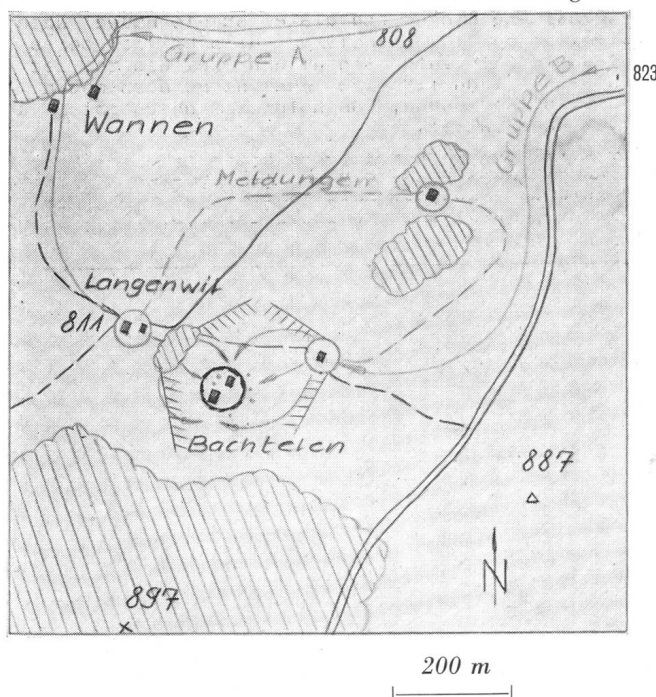 Gruppe A
808
823
Gruppe B
Wannen
Meldungen
Langenwil
811
Bachtelen
887
N
897
200 m